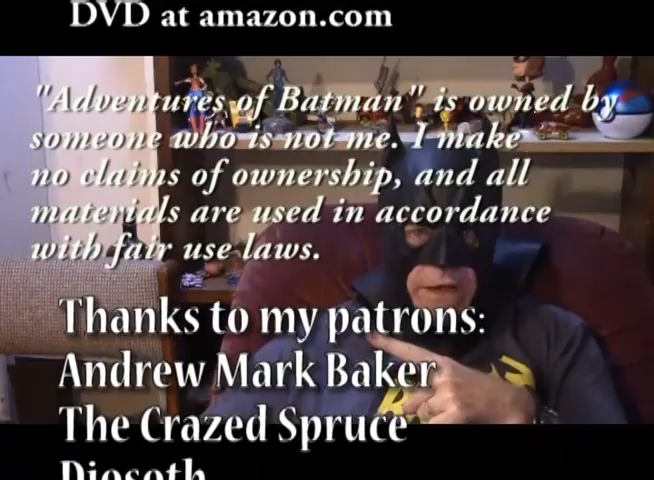 DVD at amazon.com
"Adventures of Batman" is owned by
someone who is not me. I make
no claims of ownership, and all
materials are used in accordance
with fair use laws.
Thanks to my patrons:
Andrew Mark Baker
The Crazed Spruce
Diosoth